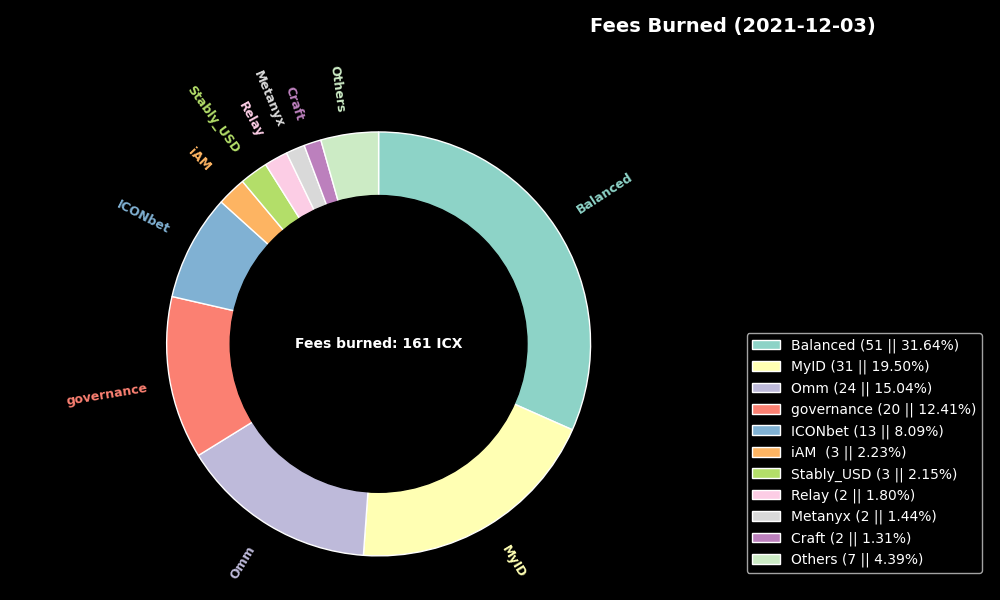 Fees Burned (2021-12-03)
Others
Craft
Metanyx
Relay
Stably_USD
iAM
ICONbet
Balanced
governance
Omm
MyID
Fees burned: 161 ICX
Balanced (51 || 31.64%)
MyID (31 || 19.50%)
Omm (24 || 15.04%)
governance (20 || 12.41%)
ICONbet (13 || 8.09%)
iAM  (3 || 2.23%)
Stably_USD (3 || 2.15%)
Relay (2 || 1.80%)
Metanyx (2 || 1.44%)
Craft (2 || 1.31%)
Others (7 || 4.39%)